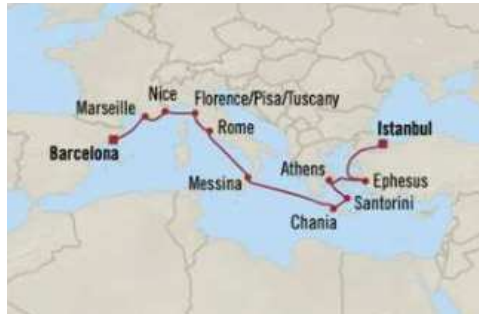 Nice
Florence/Pisa/Tuscany
Marseille
Rome
Istanbul
Barcelona
Athens
Messina
Ephesus
Santorini
Chania